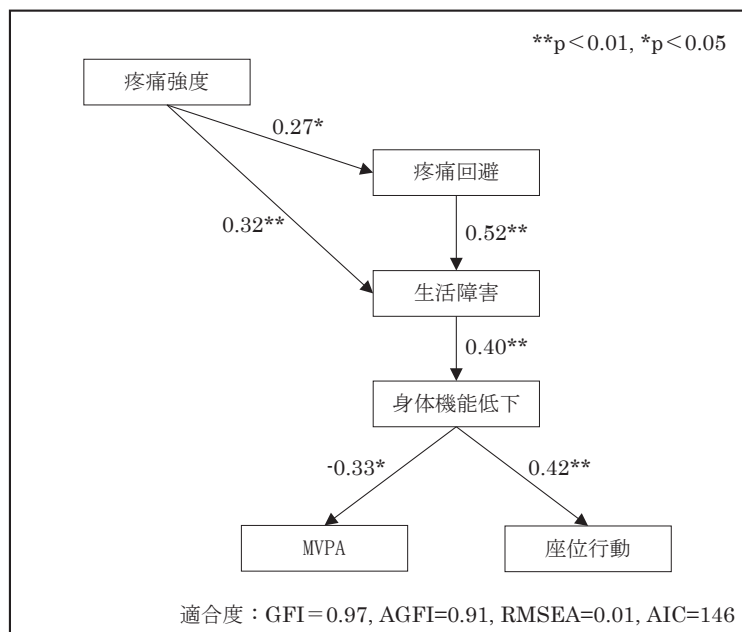 **p＜0.01, *p＜0.05
疼痛強度
0.27*
疼痛回避
0.32**
0.52**
生活障害
0.40**
身体機能低下
-0.33*
0.42**
MVPA
座位行動
適合度：GFI＝0.97, AGFI=0.91, RMSEA=0.01, AIC=146